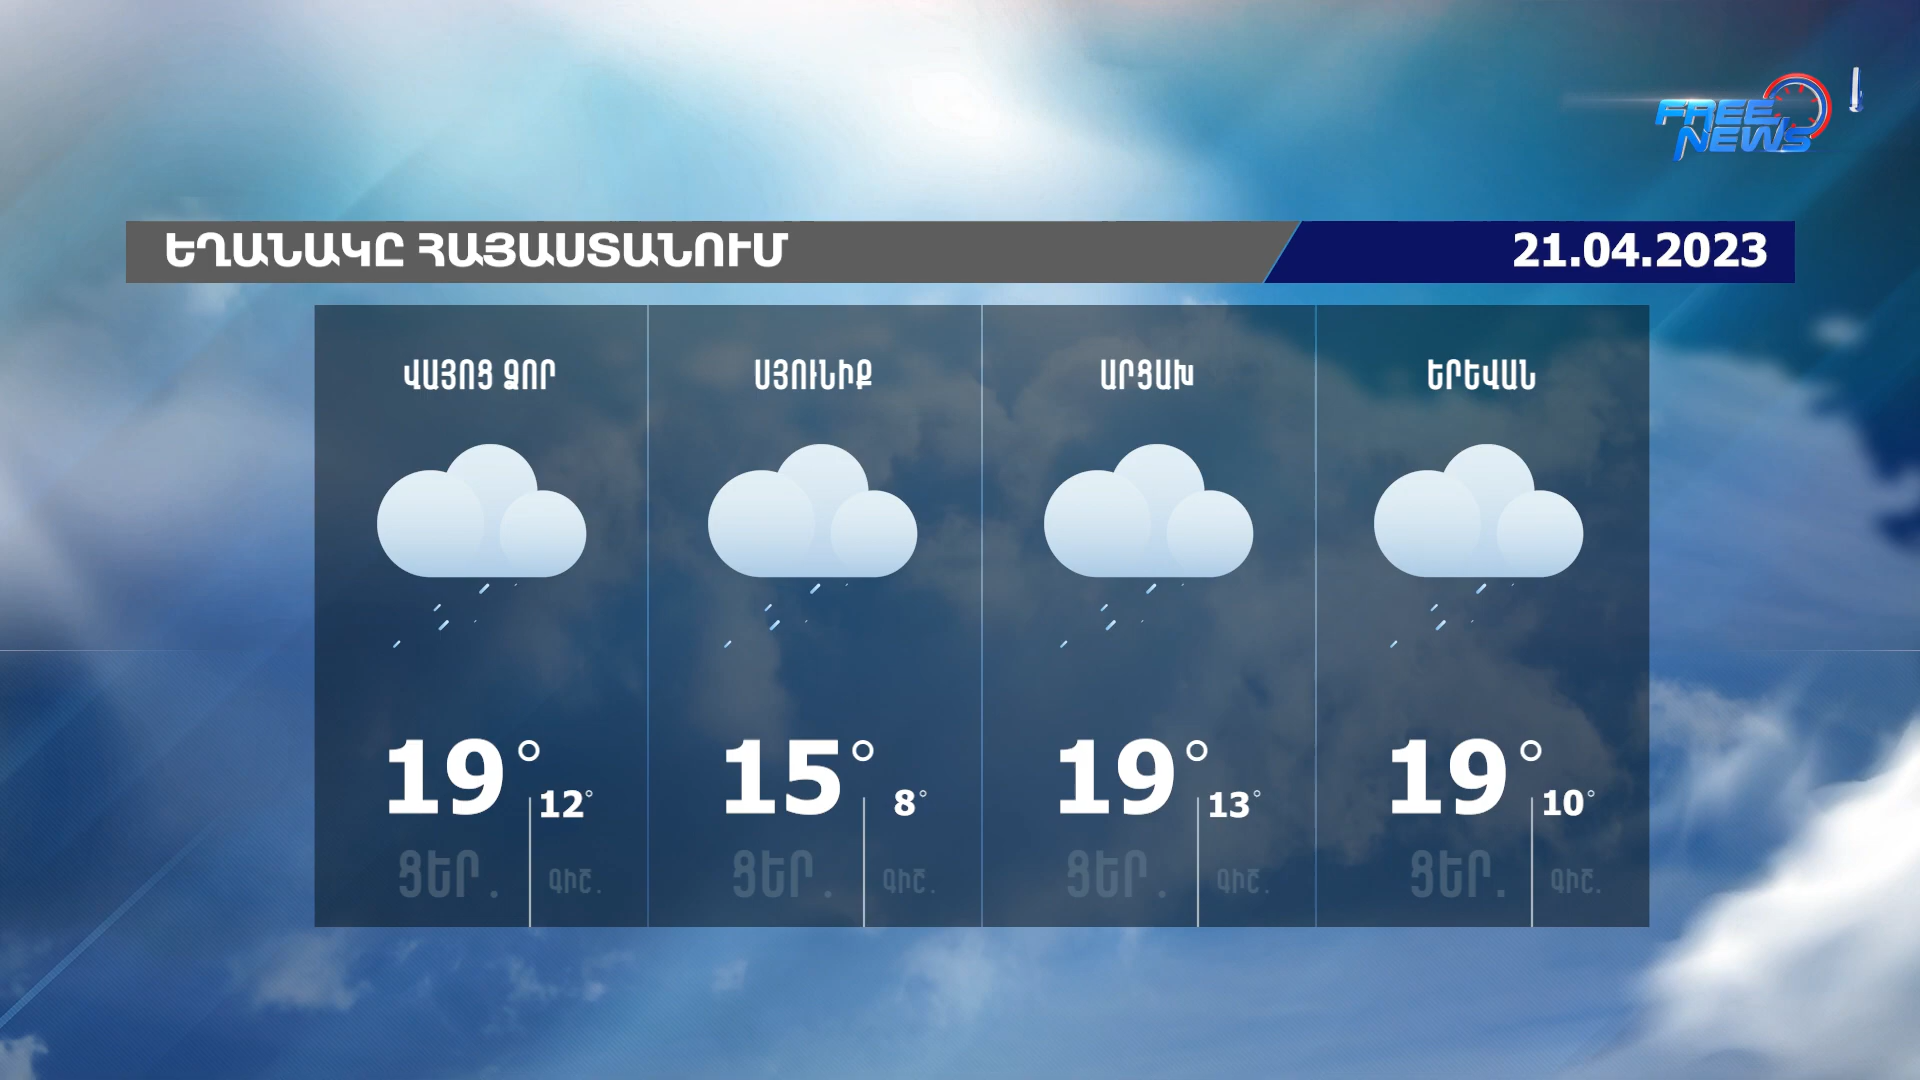 FREE
NEWS
ԵՂԱՆԱԿԸ ՀԱՅԱՍՏԱՆՈՒՄ 21.04.2023
ՎԱՅՈՑ ՁՈՐ ՍՅՈՒՆԻՔ ԱՐՑԱԽ ԵՐԵՎԱՆ
19° 12° 15° 8° 19° 13° 19° 10°
ՑԵՐ. ԳԻՇ. ՑԵՐ. ԳԻՇ. ՑԵՐ. ԳԻՇ. ՑԵՐ. ԳԻՇ.